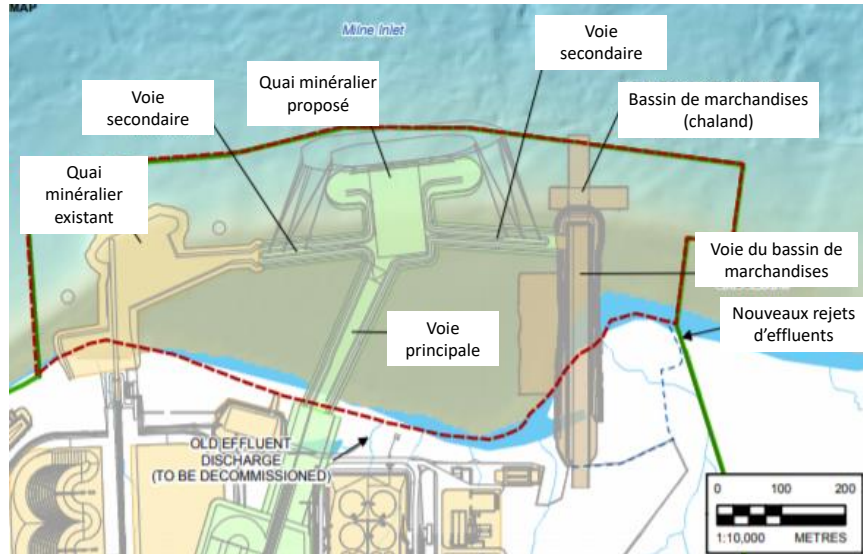 MAP
Milne Inlet
Voie
secondaire
Quai minéralier
proposé
Voie
secondaire
Bassin de marchandises
(chaland)
Quai
minéralier
existant
Voie du bassin de
marchandises
Nouveaux rejets
d'effluents
Voie
principale
OLD EFFLUENT
DISCHARGE
(TO BE DECOMMISSIONED)
0 100 200
1:10,000 METRES